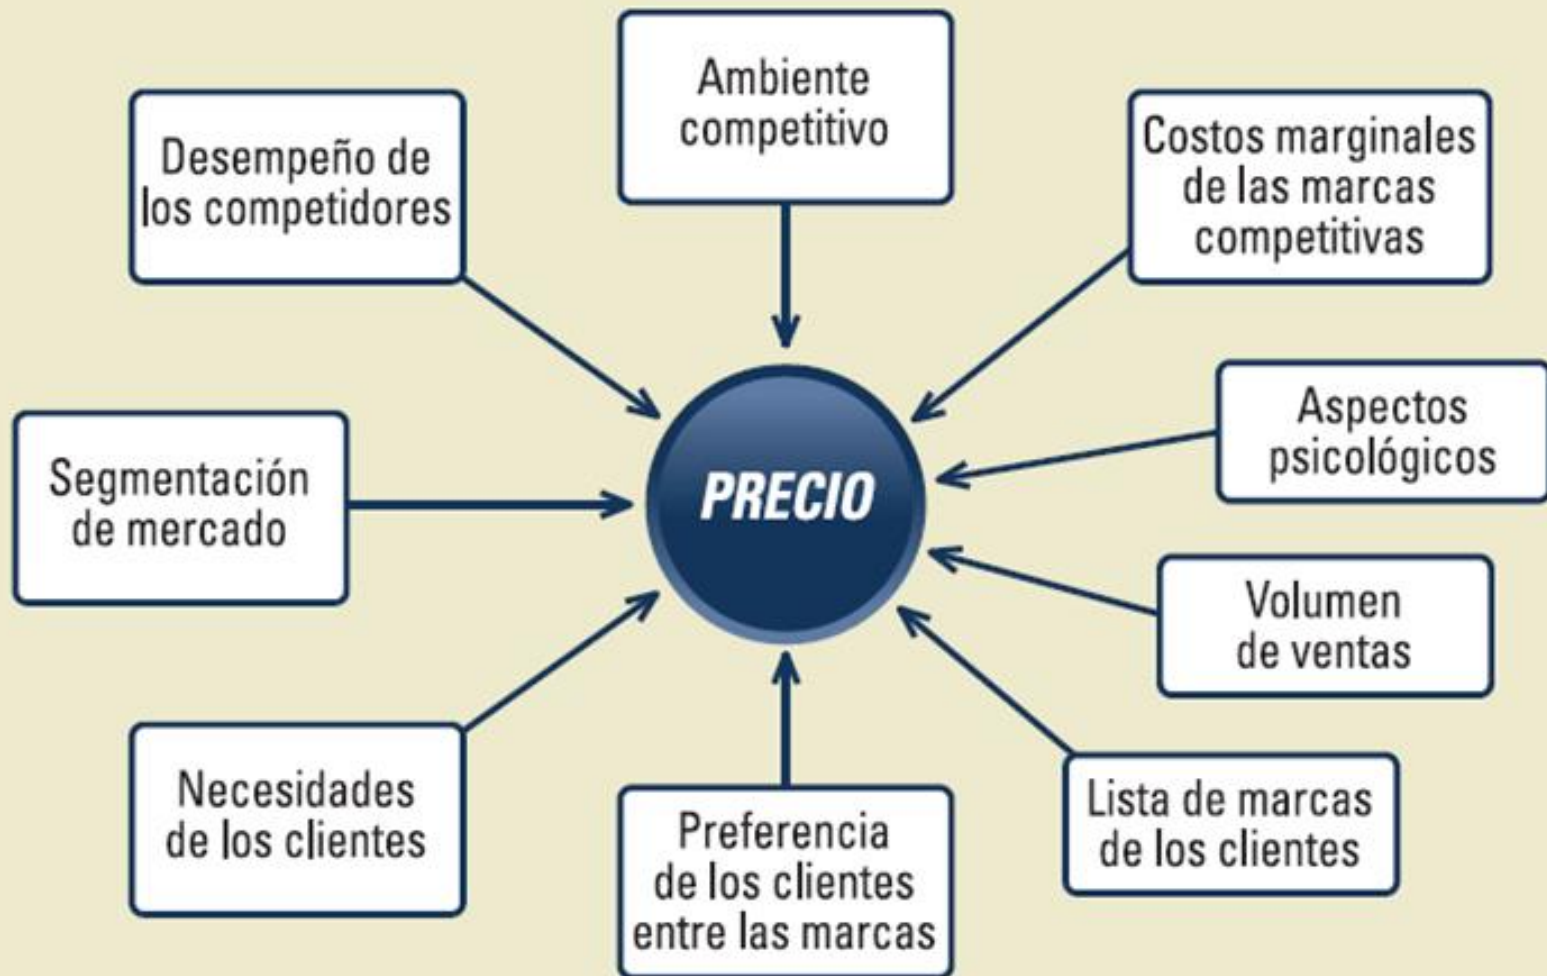 Ambiente
competitivo
Desempeño de
los competidores
Costos marginales
de las marcas
competitivas
Aspectos
psicológicos
Segmentación
de mercado
PRECIO
Volumen
de ventas
Necesidades
de los clientes
Preferencia
de los clientes
entre las marcas
Lista de marcas
de los clientes